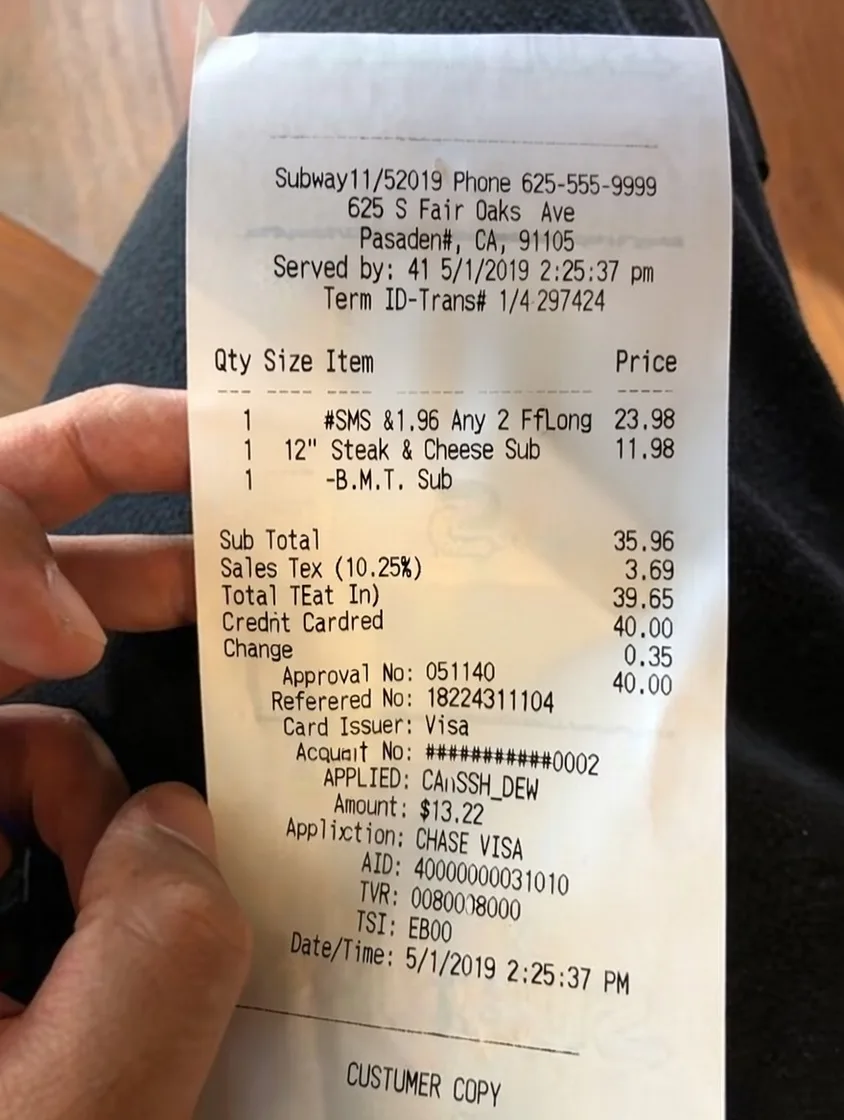 Subway11/52019 Phone 625-555-9999
625 S Fair Oaks Ave
Pasaden#, CA, 91105
Served by: 41 5/1/2019 2:25:37 pm
Term ID-Trans# 1/4-297424
Qty Size Item Price
1 #SMS &1.96 Any 2 FfLong 23.98
1 12" Steak & Cheese Sub 11.98
1 -B.M.T. Sub
Sub Total 35.96
Sales Tex (10.25%) 3.69
Total TEat In) 39.65
Credht Cardred 40.00
Change 0.35
40.00
Approval No: 051140
Referered No: 18224311104
Card Issuer: Visa
Acquait No: ###########0002
APPLIED: CAnSSH_DEW
Amount: $13.22
Applixtion: CHASE VISA
AID: 40000000031010
TVR:
TSI: EB00
Date/Time: 5/1/2019 2:25:37 PM
CUSTUMER COPY